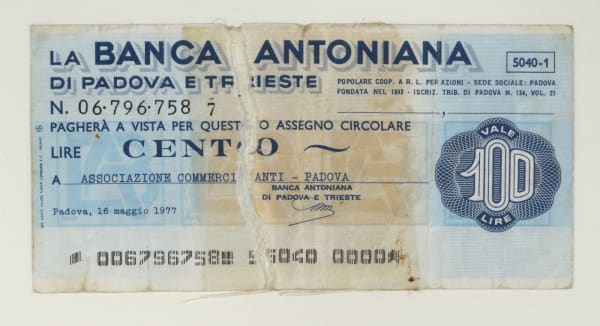 LA BANCA ANTONIANA
DI PADOVA E TRIESTE
5040-1
POPOLARE COOP. A R. L. PER AZIONI - SEDE SOCIALE: PADOVA
FONDATA NEL 1893 - ISCRIZ. TRIB. DI PADOVA N. 134, VOL. 21
N. 06·796·758 7
PAGHERÀ A VISTA PER QUESTO ASSEGNO CIRCOLARE
LIRE CENTO ~
A ASSOCIAZIONE COMMERCIANTI - PADOVA
BANCA ANTONIANA
DI PADOVA E TRIESTE
Padova, 16 maggio 1977
VALE
100
LIRE
006796758 5040 0000